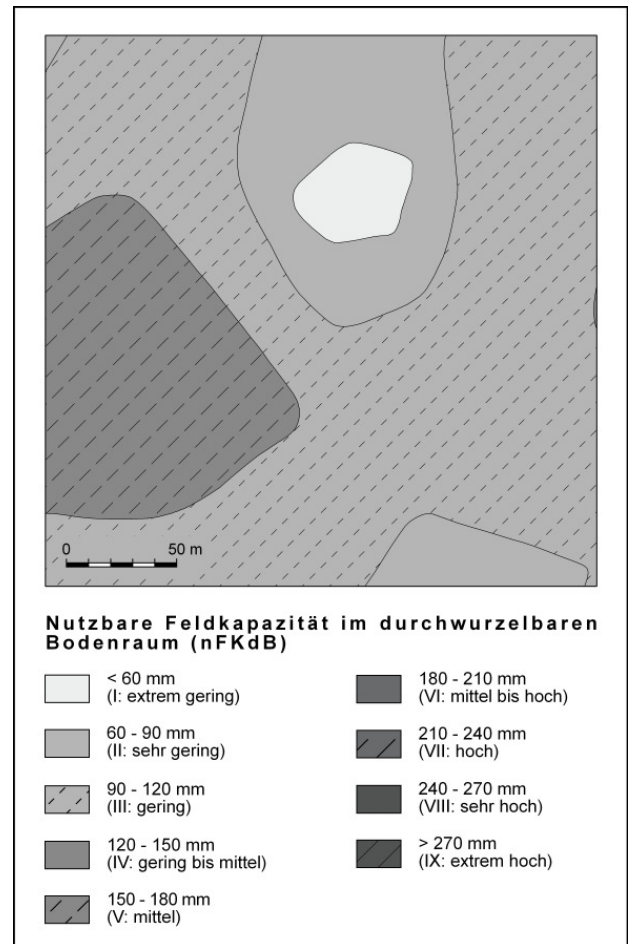 0 50 m
Nutzbare Feldkapazität im durchwurzelbaren
Bodenraum (nFKdB)
< 60 mm
(I: extrem gering)
60 - 90 mm
(II: sehr gering)
90 - 120 mm
(III: gering)
120 - 150 mm
(IV: gering bis mittel)
150 - 180 mm
(V: mittel)
180 - 210 mm
(VI: mittel bis hoch)
210 - 240 mm
(VII: hoch)
240 - 270 mm
(VIII: sehr hoch)
> 270 mm
(IX: extrem hoch)